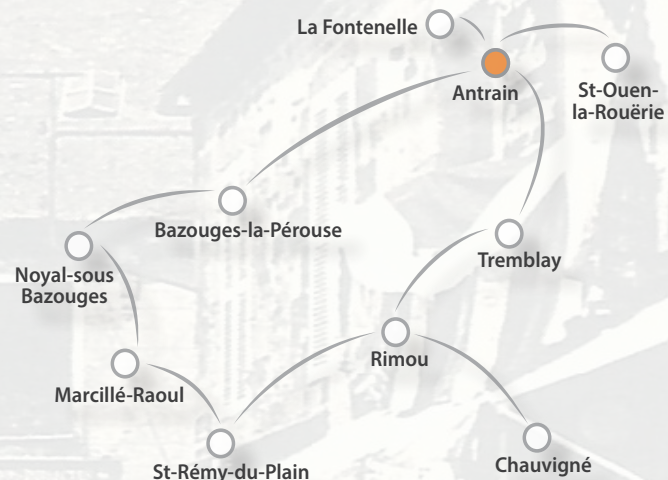 La Fontenelle
Antrain
St-Ouen-
la-Rouërie
Bazouges-la-Pérouse
Tremblay
Noyal-sous
Bazouges
Rimou
Marcillé-Raoul
St-Rémy-du-Plain
Chauvigné